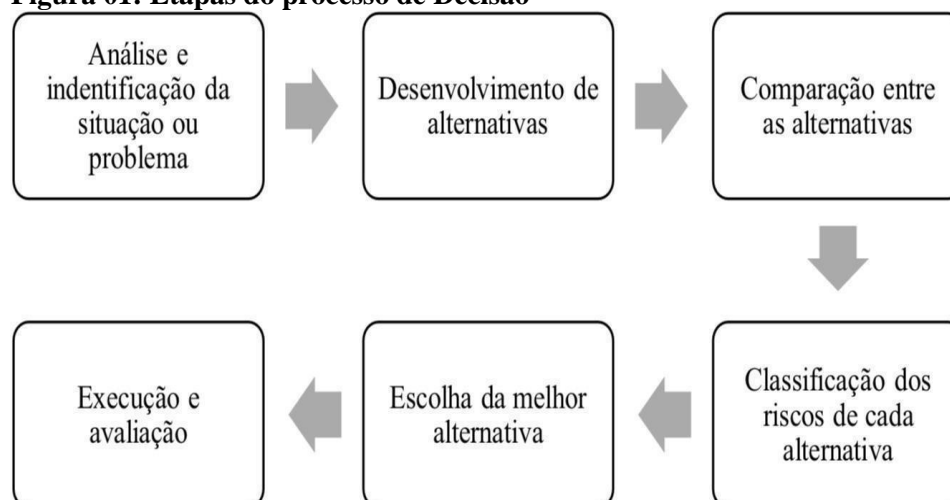 Figura 01: Etapas do processo de Decisão
Análise e
indentificação da
situação ou
problema
Desenvolvimento de
alternativas
Comparação entre
as alternativas
Classificação dos
riscos de cada
alternativa
Escolha da melhor
alternativa
Execução e
avaliação